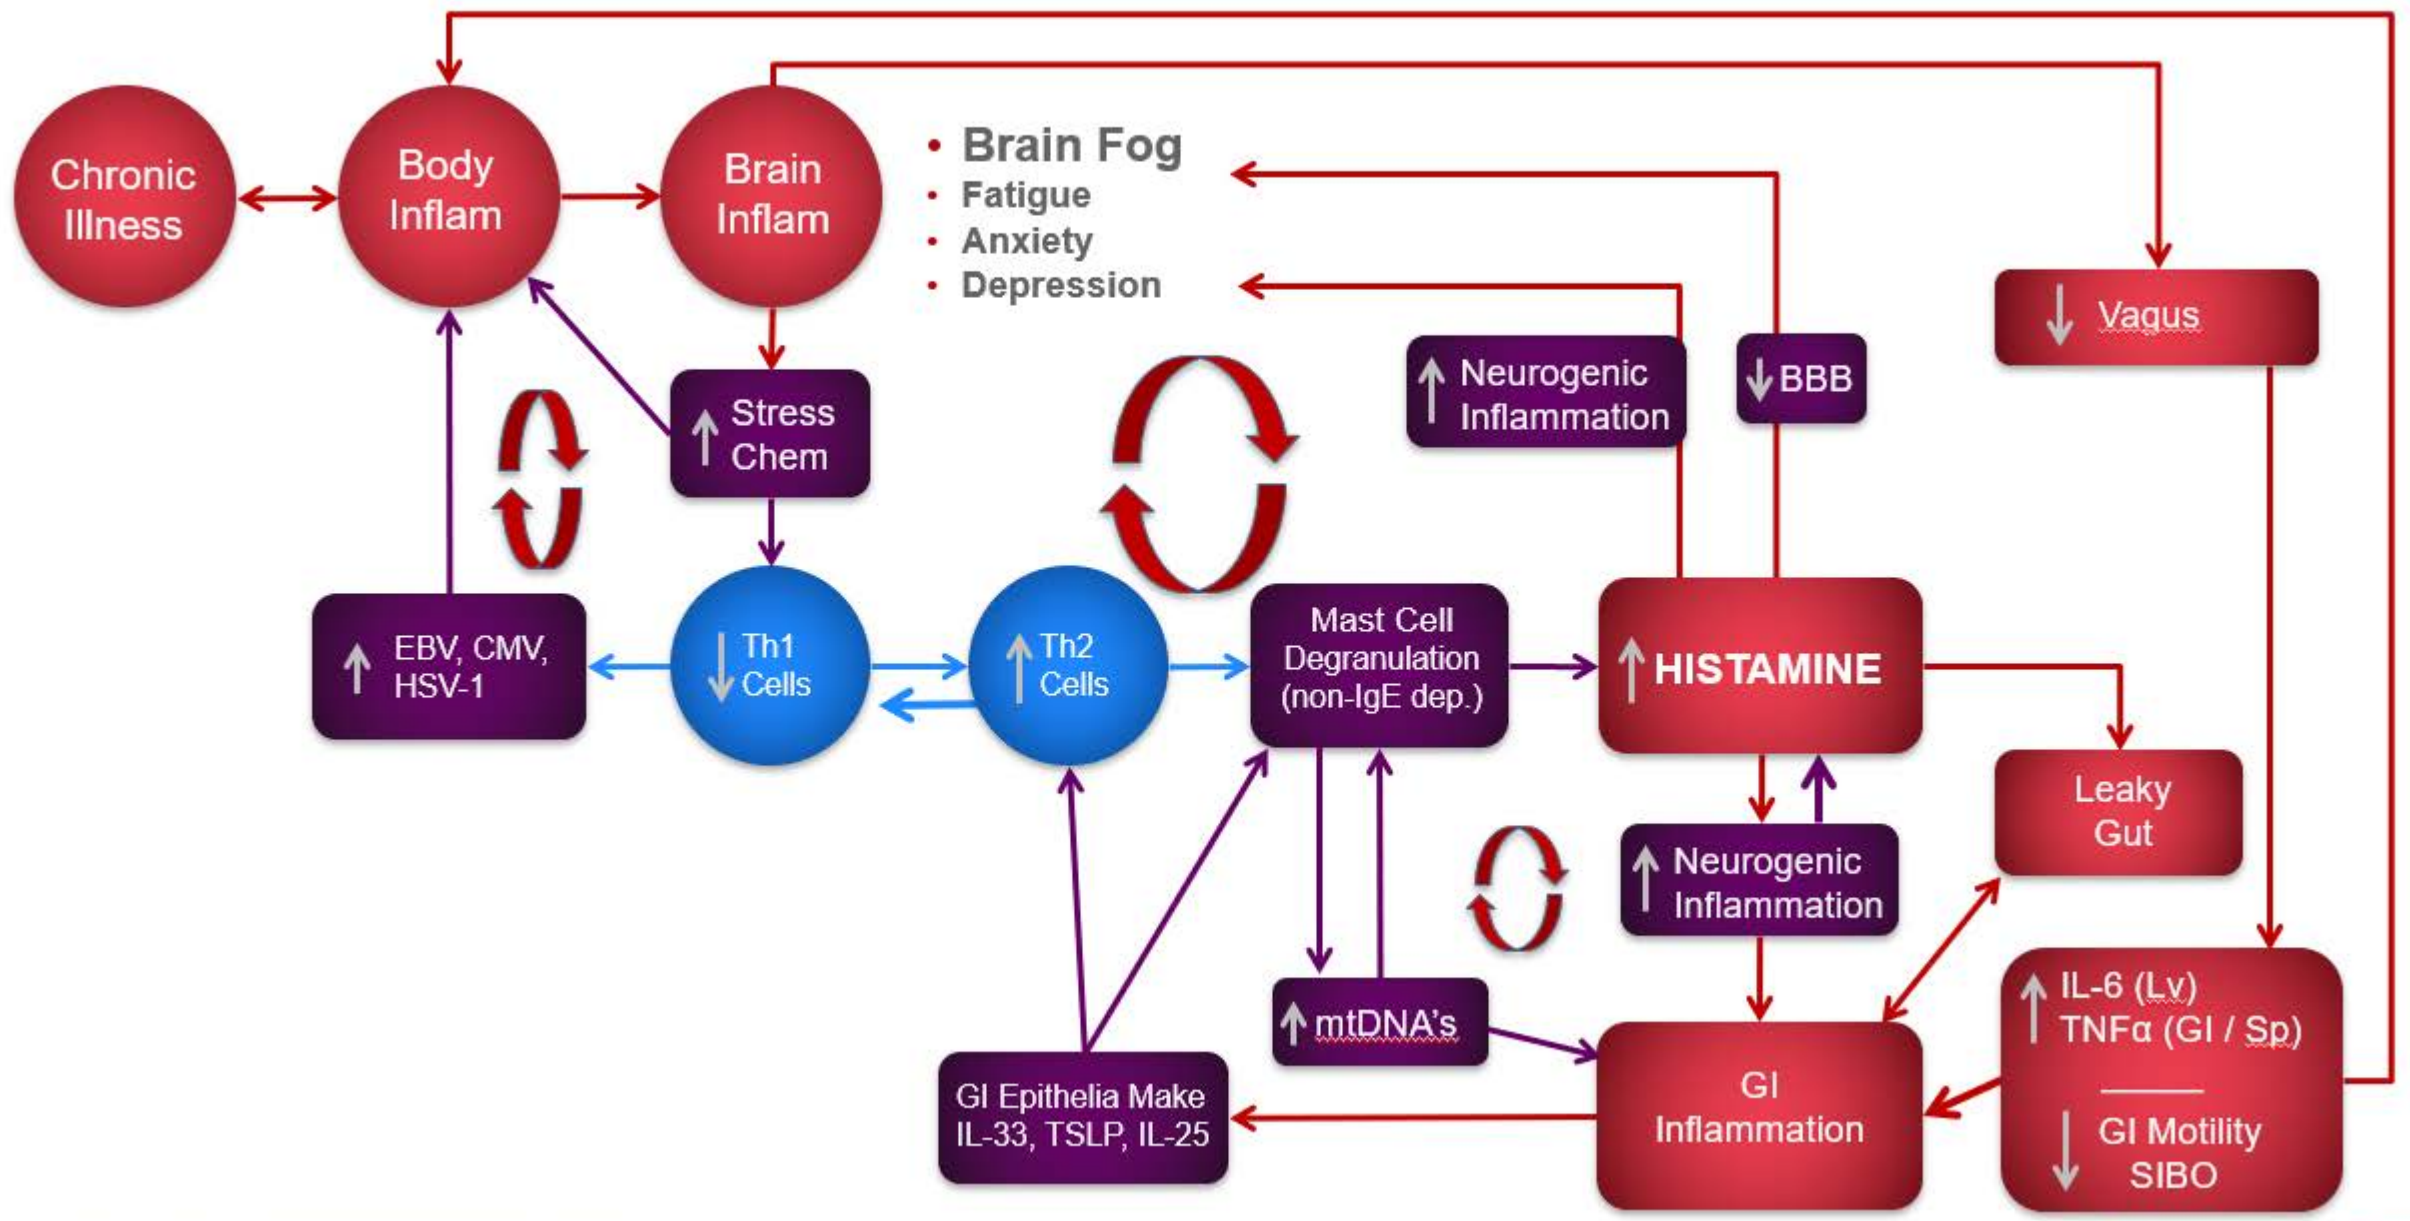 Chronic
Illness
Body
Inflam
Brain
Inflam
• Brain Fog
• Fatigue
• Anxiety
• Depression
↓ Vagus
↑ Neurogenic
Inflammation
↓ BBB
↑ Stress
Chem
↑ EBV, CMV,
HSV-1
↓ Th1
Cells
↑ Th2
Cells
Mast Cell
Degranulation
(non-IgE dep.)
↑ HISTAMINE
Leaky
Gut
↑ Neurogenic
Inflammation
↑ mtDNA's
GI Epithelia Make
IL-33, TSLP, IL-25
GI
Inflammation
↑ IL-6 (Lv)
TNFα (GI / Sp)
↓ GI Motility
SIBO